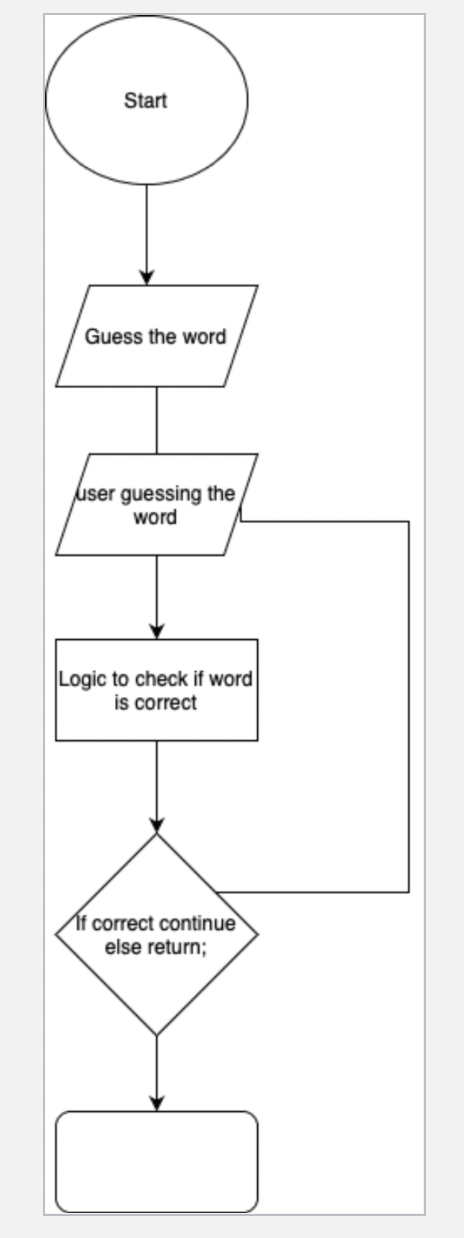 Start
Guess the word
user guessing the
word
Logic to check if word
is correct
If correct continue
else return;